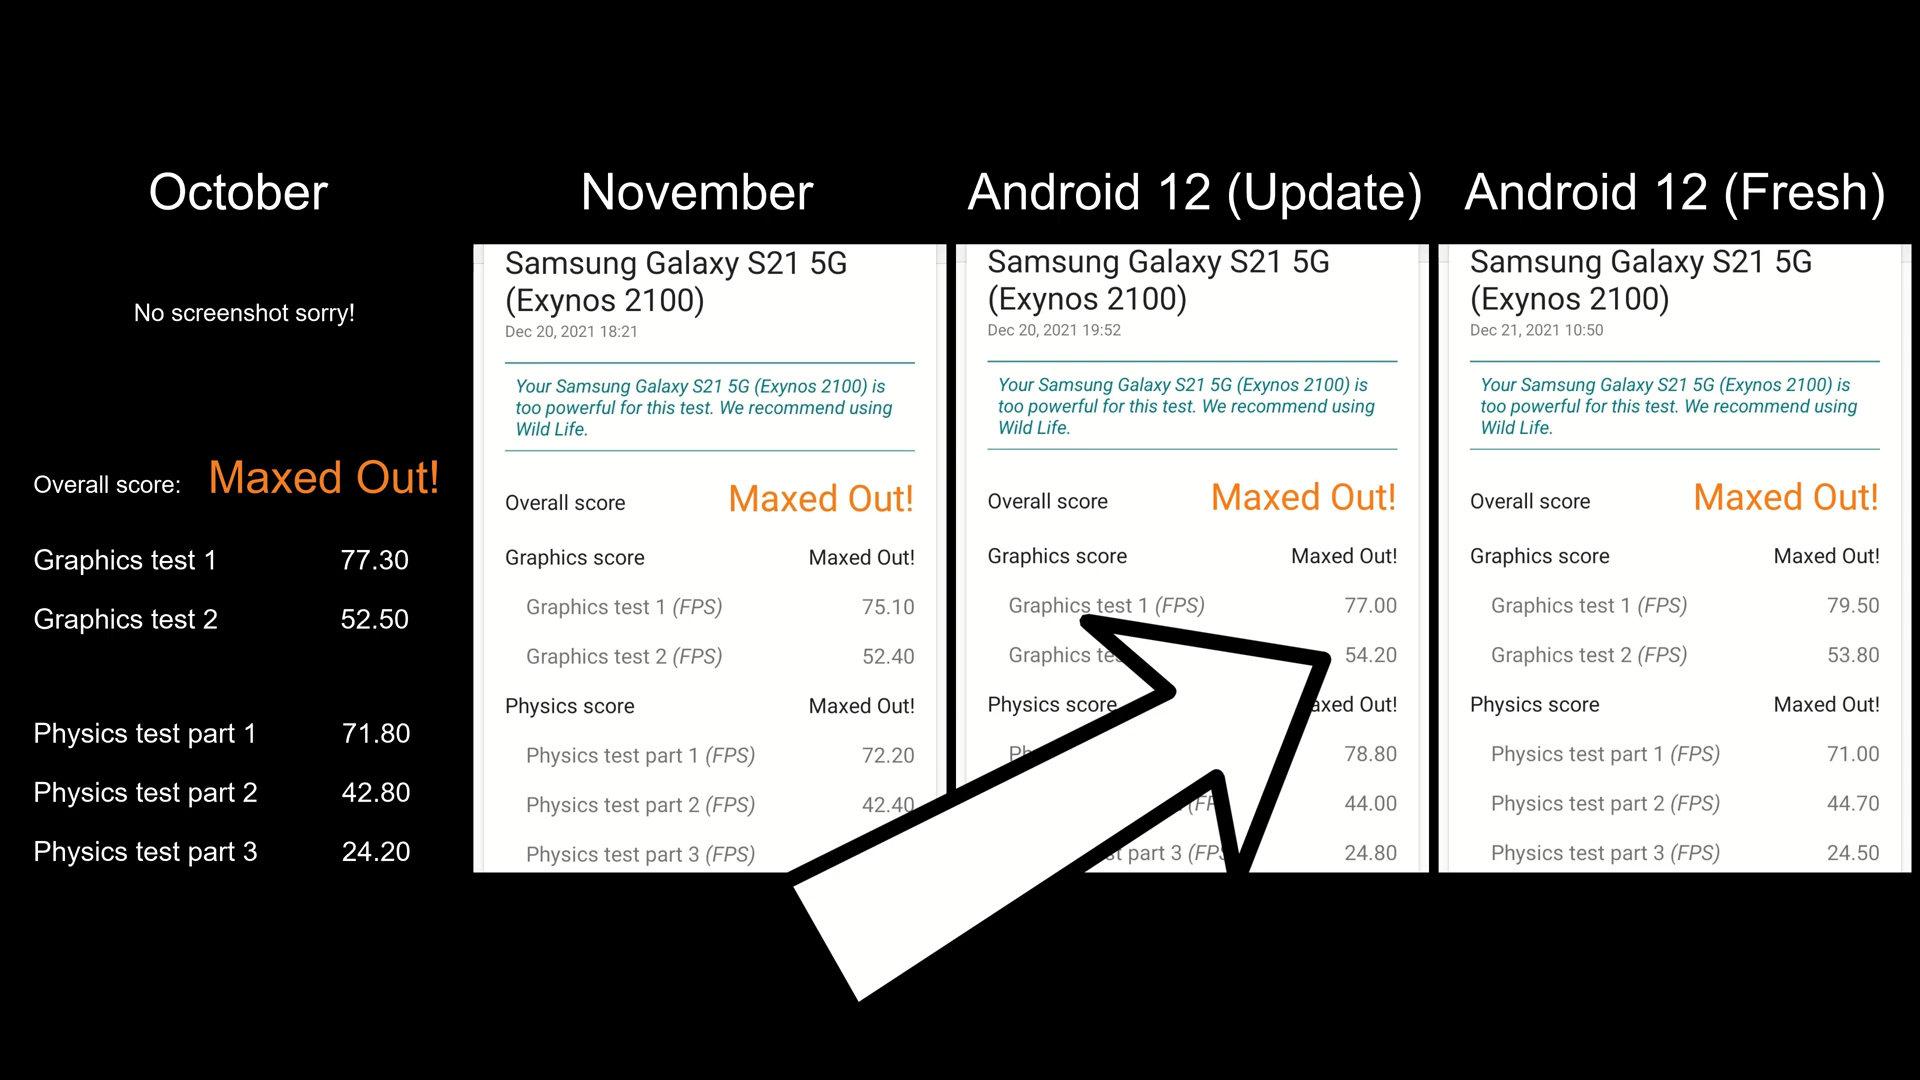 October
No screenshot sorry!
Overall score: Maxed Out!
Graphics test 1 77.30
Graphics test 2 52.50
Physics test part 1 71.80
Physics test part 2 42.80
Physics test part 3 24.20
November
Samsung Galaxy S21 5G
(Exynos 2100)
Dec 20, 2021 18:21
Your Samsung Galaxy S21 5G (Exynos 2100) is
too powerful for this test. We recommend using
Wild Life.
Overall score Maxed Out!
Graphics score Maxed Out!
Graphics test 1 (FPS) 75.10
Graphics test 2 (FPS) 52.40
Physics score Maxed Out!
Physics test part 1 (FPS) 72.20
Physics test part 2 (FPS) 42.40
Physics test part 3 (FPS)
Android 12 (Update)
Samsung Galaxy S21 5G
(Exynos 2100)
Dec 20, 2021 19:52
Your Samsung Galaxy S21 5G (Exynos 2100) is
too powerful for this test. We recommend using
Wild Life.
Overall score Maxed Out!
Graphics score Maxed Out!
Graphics test 1 (FPS) 77.00
Graphics 54.20
Physics score Out!
78.80
44.00
part 3 (FPS 24.80
Android 12 (Fresh)
Samsung Galaxy S21 5G
(Exynos 2100)
Dec 21, 2021 10:50
Your Samsung Galaxy S21 5G (Exynos 2100) is
too powerful for this test. We recommend using
Wild Life.
Overall score Maxed Out!
Graphics score Maxed Out!
Graphics test 1 (FPS) 79.50
Graphics test 2 (FPS) 53.80
Physics score Maxed Out!
Physics test part 1 (FPS) 71.00
Physics test part 2 (FPS) 44.70
Physics test part 3 (FPS) 24.50